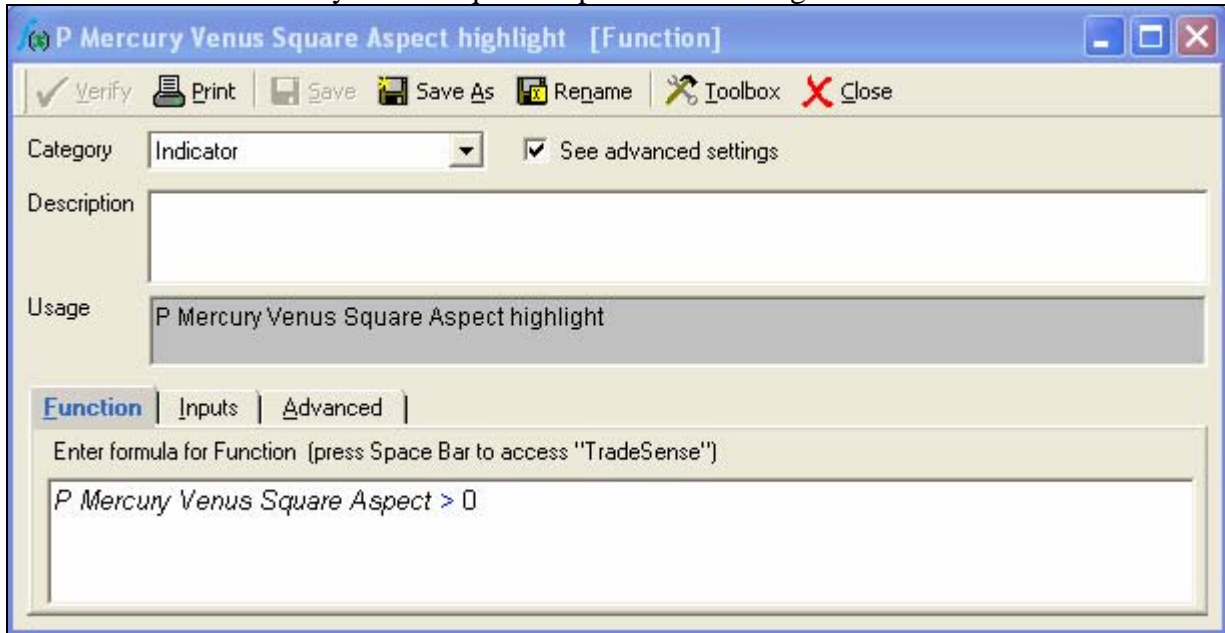 P Mercury Venus Square Aspect highlight [Function]
Verify Print Save Save As Rename Toolbox Close
Category Indicator See advanced settings
Description
Usage P Mercury Venus Square Aspect highlight
Function Inputs Advanced
Enter formula for Function (press Space Bar to access "TradeSense")
P Mercury Venus Square Aspect > 0